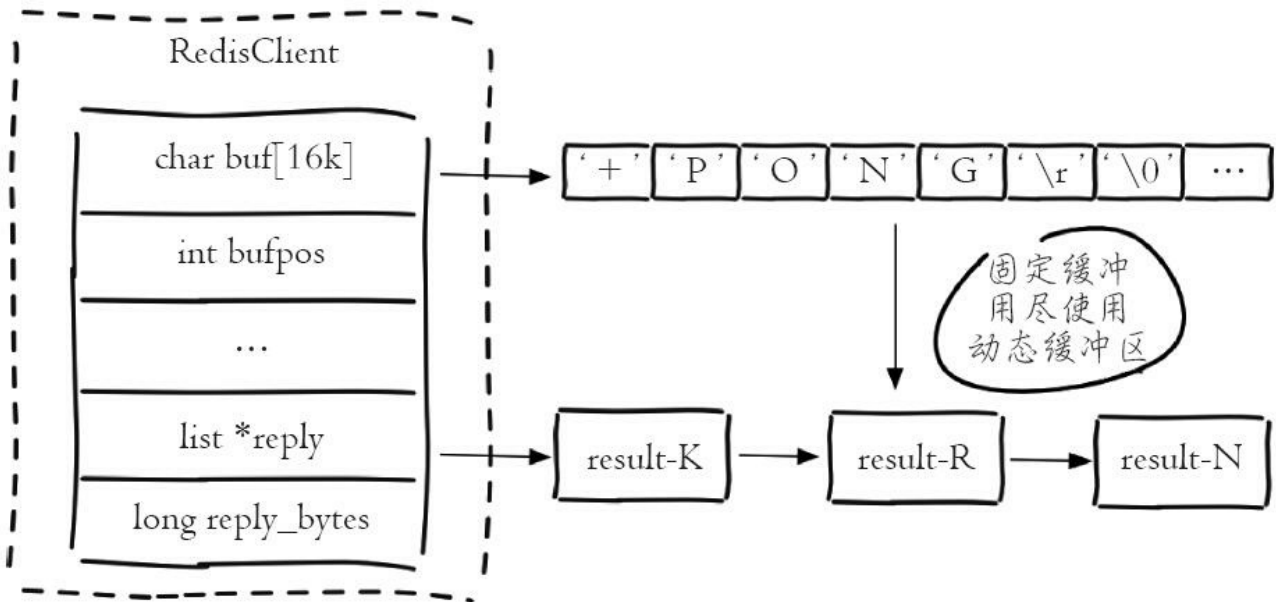 RedisClient
char buf[16k]
‘+’ ‘P’ ‘O’ ‘N’ ‘G’ ‘\r’ ‘\0’ …
int bufpos
固定缓冲
用尽使用
动态缓冲区
…
list *reply
result-K
result-R
result-N
long reply_bytes